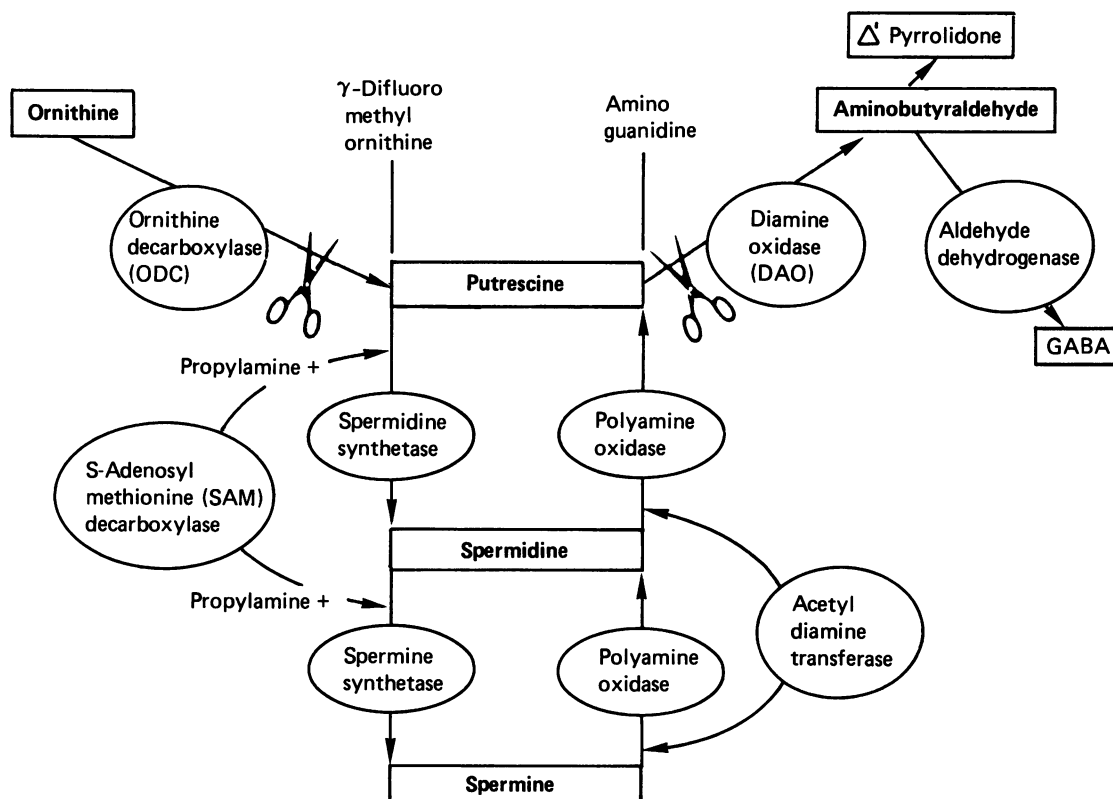 Δ' Pyrrolidone
Ornithine
γ-Difluoro
methyl
ornithine
Amino
guanidine
Aminobutyraldehyde
Ornithine
decarboxylase
(ODC)
Diamine
oxidase
(DAO)
Aldehyde
dehydrogenase
Putrescine
GABA
Propylamine +
Spermidine
synthetase
Polyamine
oxidase
S-Adenosyl
methionine (SAM)
decarboxylase
Spermidine
Propylamine +
Spermine
synthetase
Polyamine
oxidase
Acetyl
diamine
transferase
Spermine